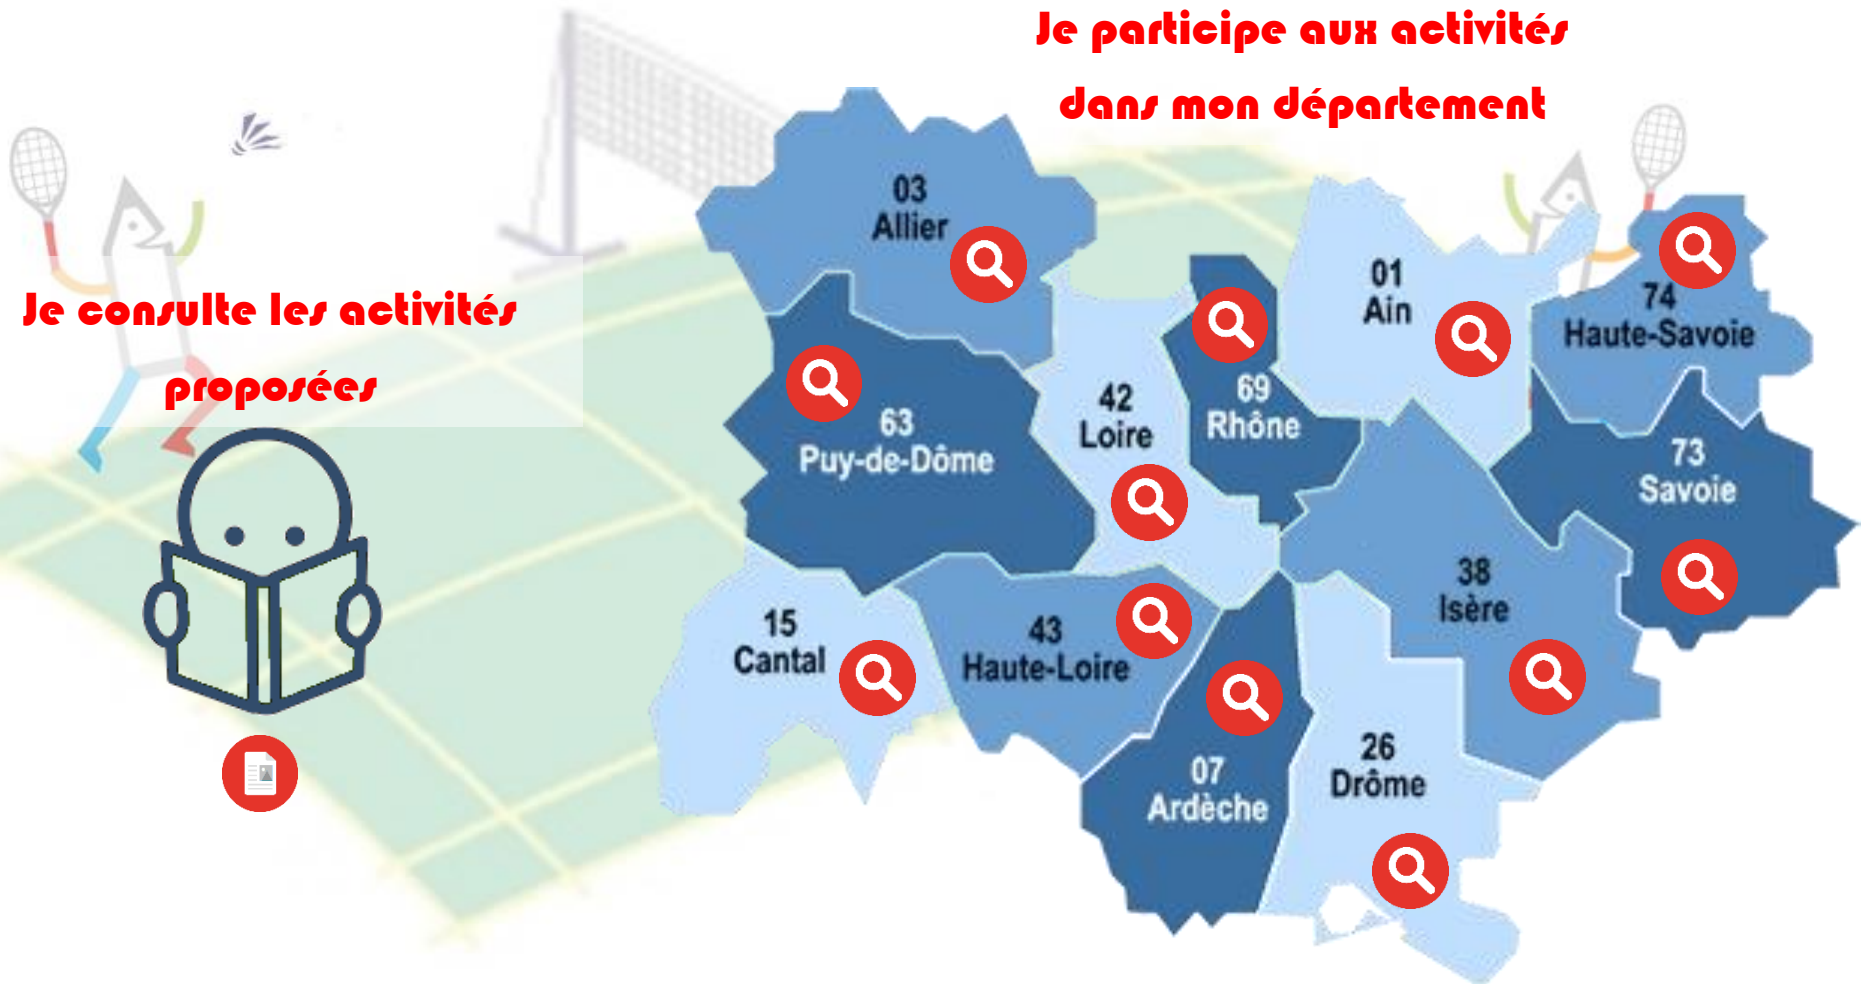 Je participe aux activités
dans mon département
Je consulte les activités
proposées
03
Allier
01
Ain
74
Haute-Savoie
63
Puy-de-Dôme
42
Loire
69
Rhône
73
Savoie
15
Cantal
43
Haute-Loire
38
Isère
07
Ardèche
26
Drôme